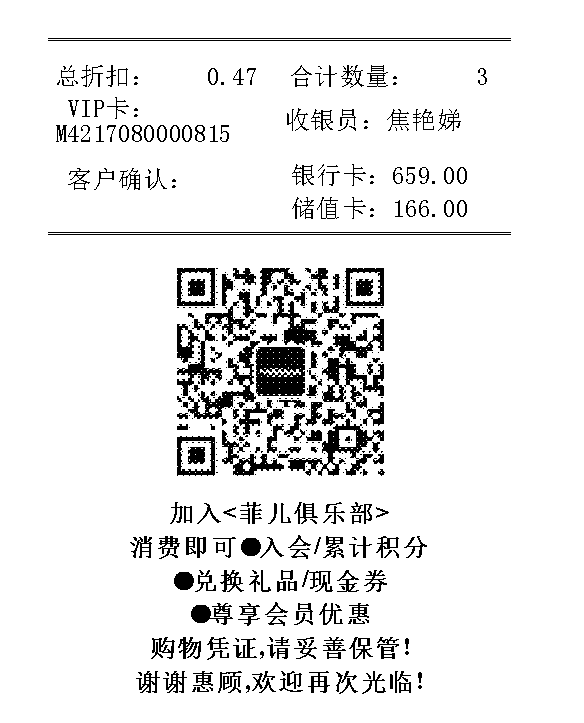 总折扣： 0.47 合计数量： 3
VIP卡：
M4217080000815
收银员：焦艳娣
客户确认：
银行卡：659.00
储值卡：166.00
加入<菲儿俱乐部>
消费即可●入会/累计积分
●兑换礼品/现金券
●尊享会员优惠
购物凭证,请妥善保管!
谢谢惠顾,欢迎再次光临!